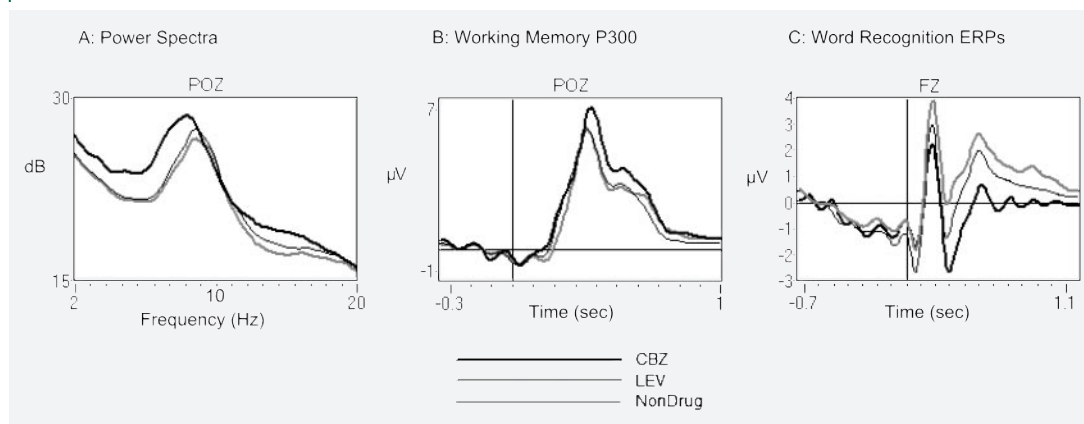 A: Power Spectra
POZ
30
dB
15
2
10
20
Frequency (Hz)
B: Working Memory P300
POZ
7
µV
-1
-0.3
1
Time (sec)
C: Word Recognition ERPs
FZ
4
3
2
1
0
-1
-2
-3
µV
-0.7
1.1
Time (sec)
CBZ
LEV
NonDrug